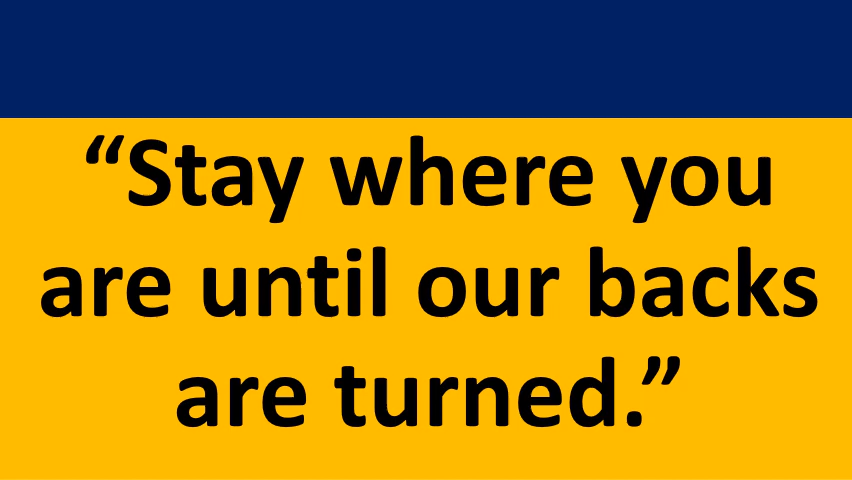 “Stay where you
are until our backs
are turned.”